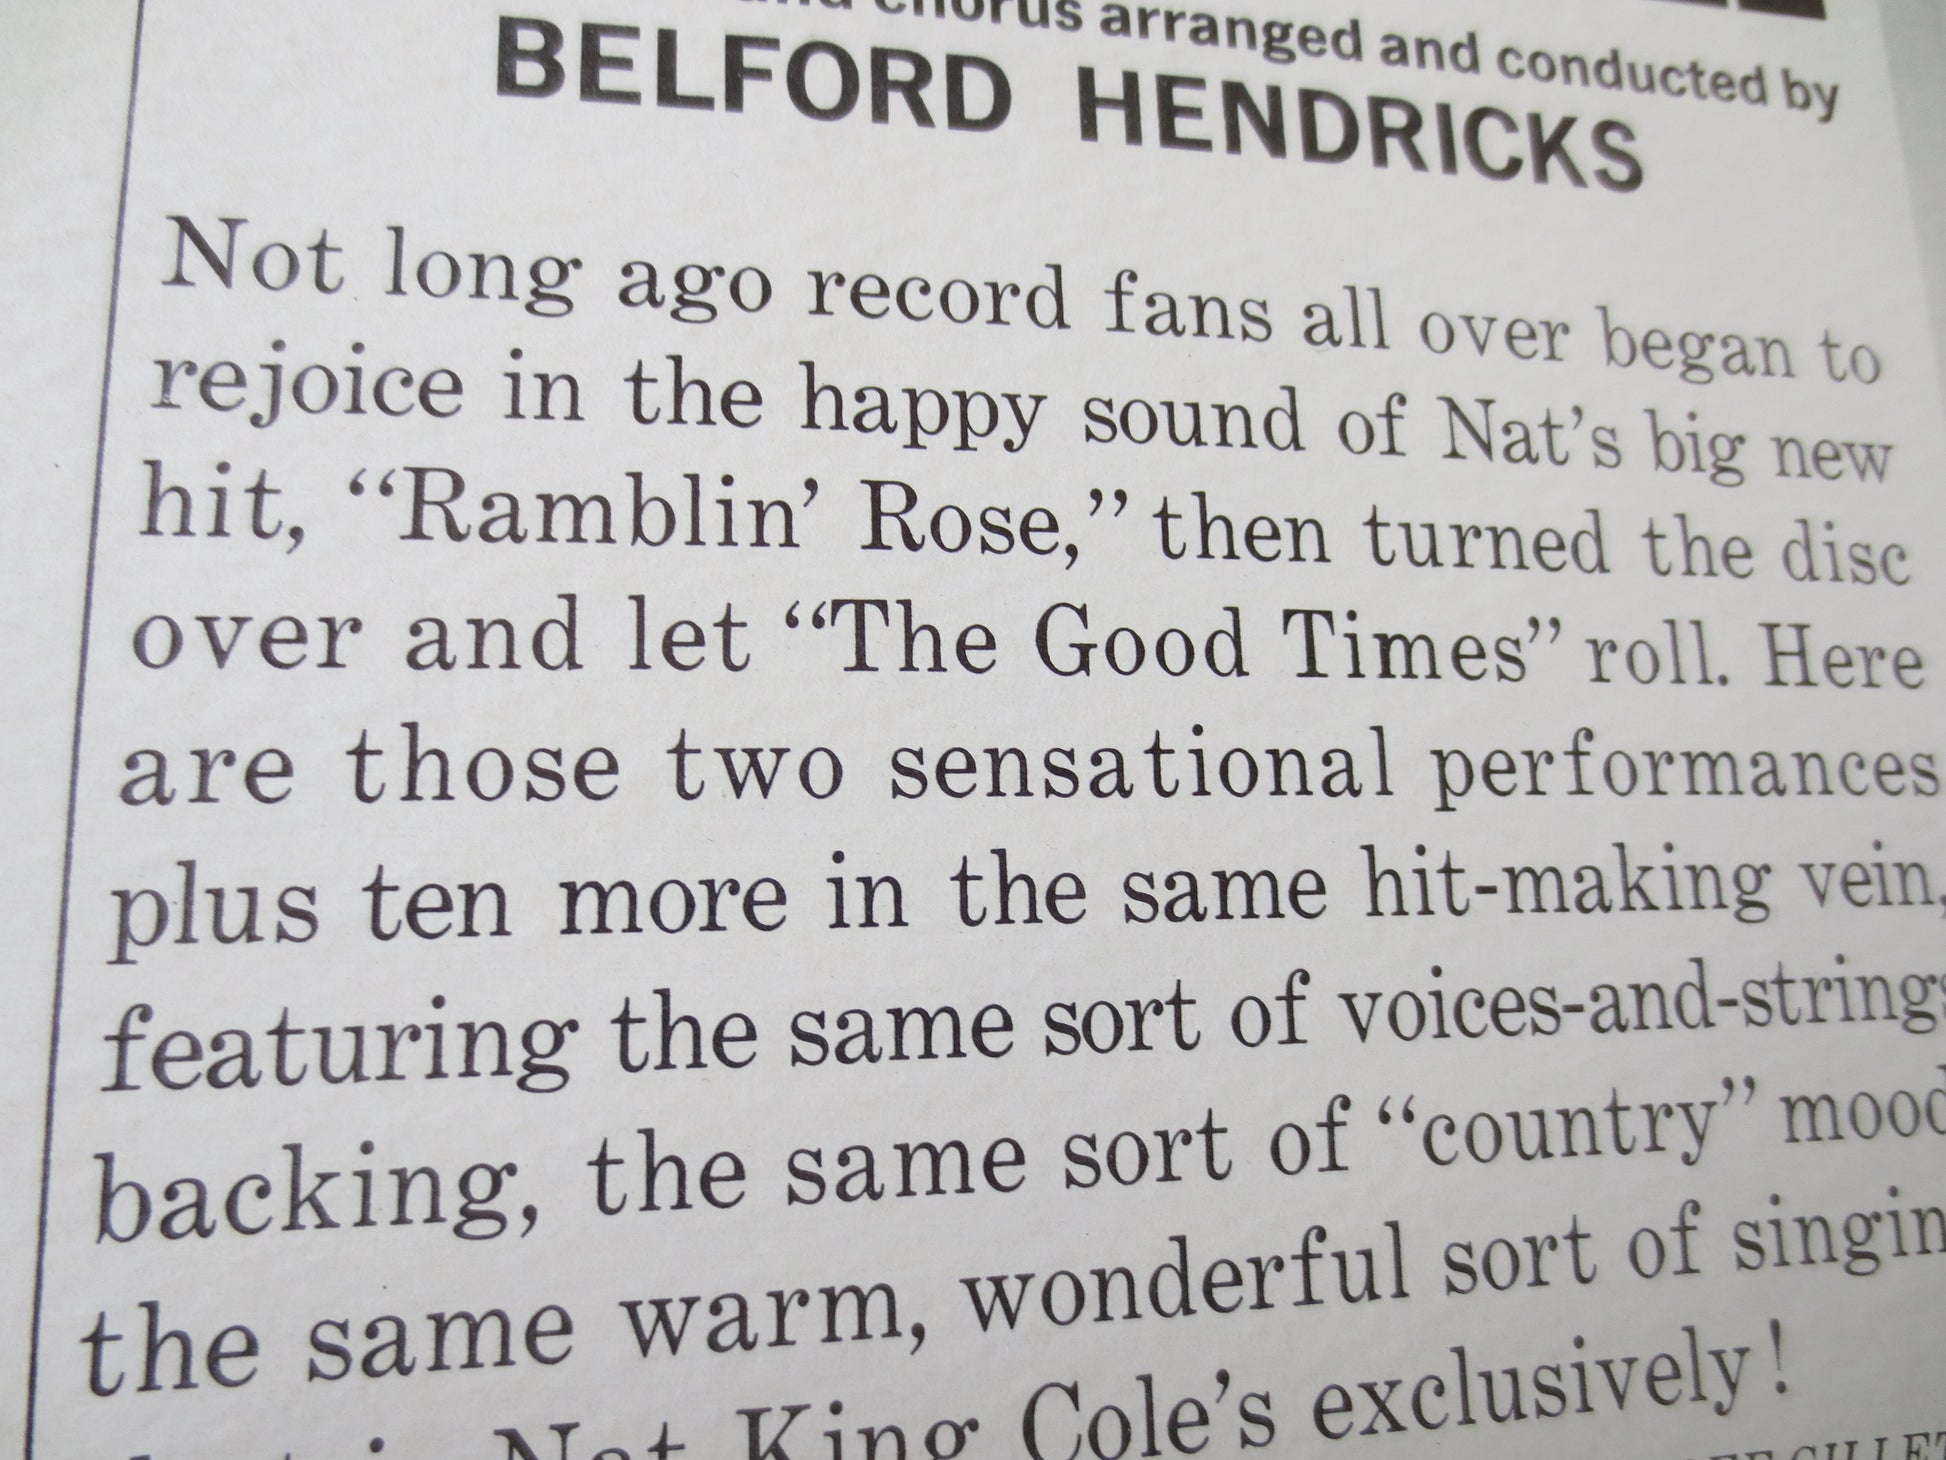 and chorus arranged and conducted by
BELFORD HENDRICKS
Not long ago record fans all over began to
rejoice in the happy sound of Nat's big new
hit, “Ramblin’ Rose,” then turned the disc
over and let “The Good Times” roll. Here
are those two sensational performances
plus ten more in the same hit-making vein,
featuring the same sort of voices-and-strings
backing, the same sort of “country” mood
the same warm, wonderful sort of singin
that is Nat King Cole’s exclusively!